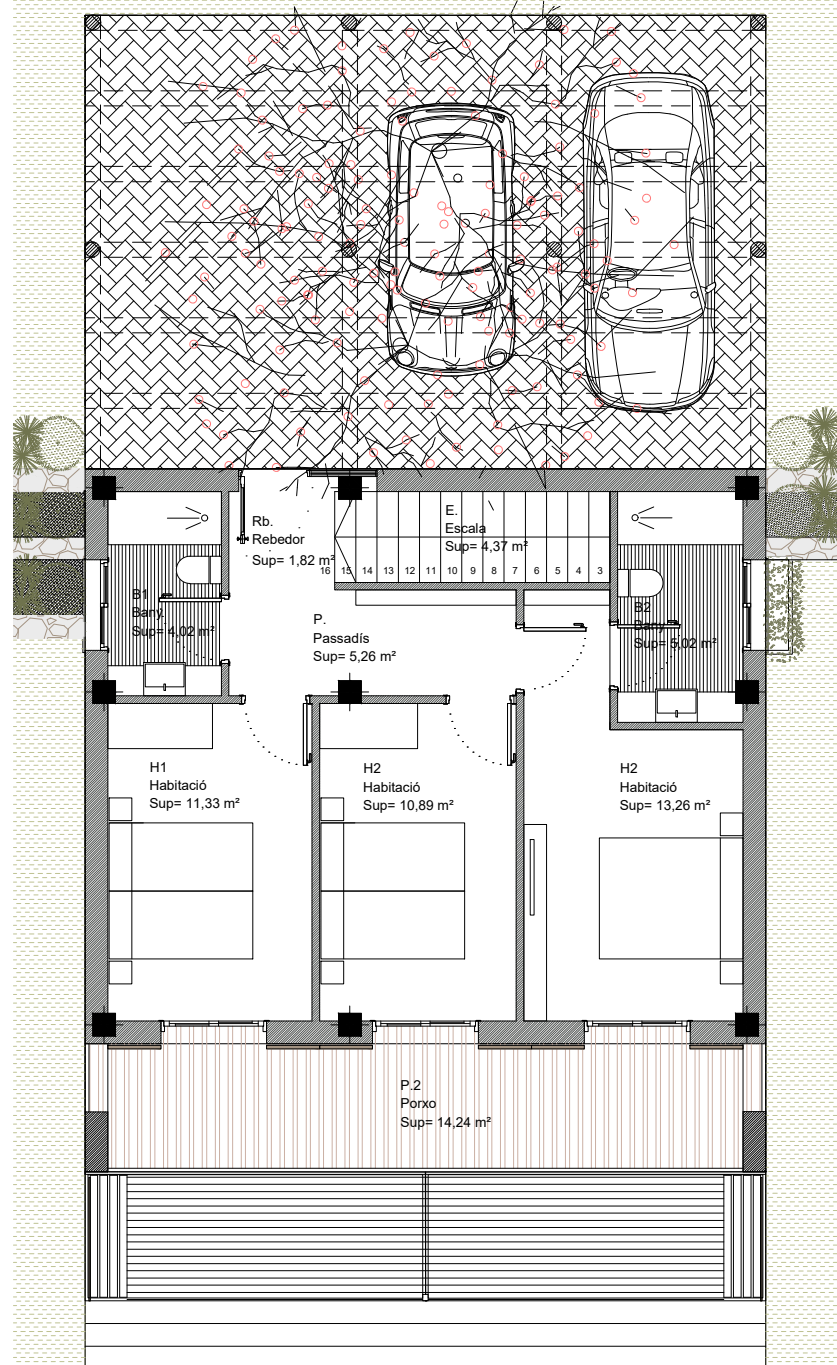 Rb.
Rebedor
Sup= 1,82 m²
E.
Escala
Sup= 4,37 m²
16 15 14 13 12 11 10 9 8 7 6 5 4 3
B1
Bany
Sup= 4,02 m²
P.
Passadís
Sup= 5,26 m²
B2
Bany
Sup= 5,02 m²
H1
Habitació
Sup= 11,33 m²
H2
Habitació
Sup= 10,89 m²
H2
Habitació
Sup= 13,26 m²
P.2
Porxo
Sup= 14,24 m²